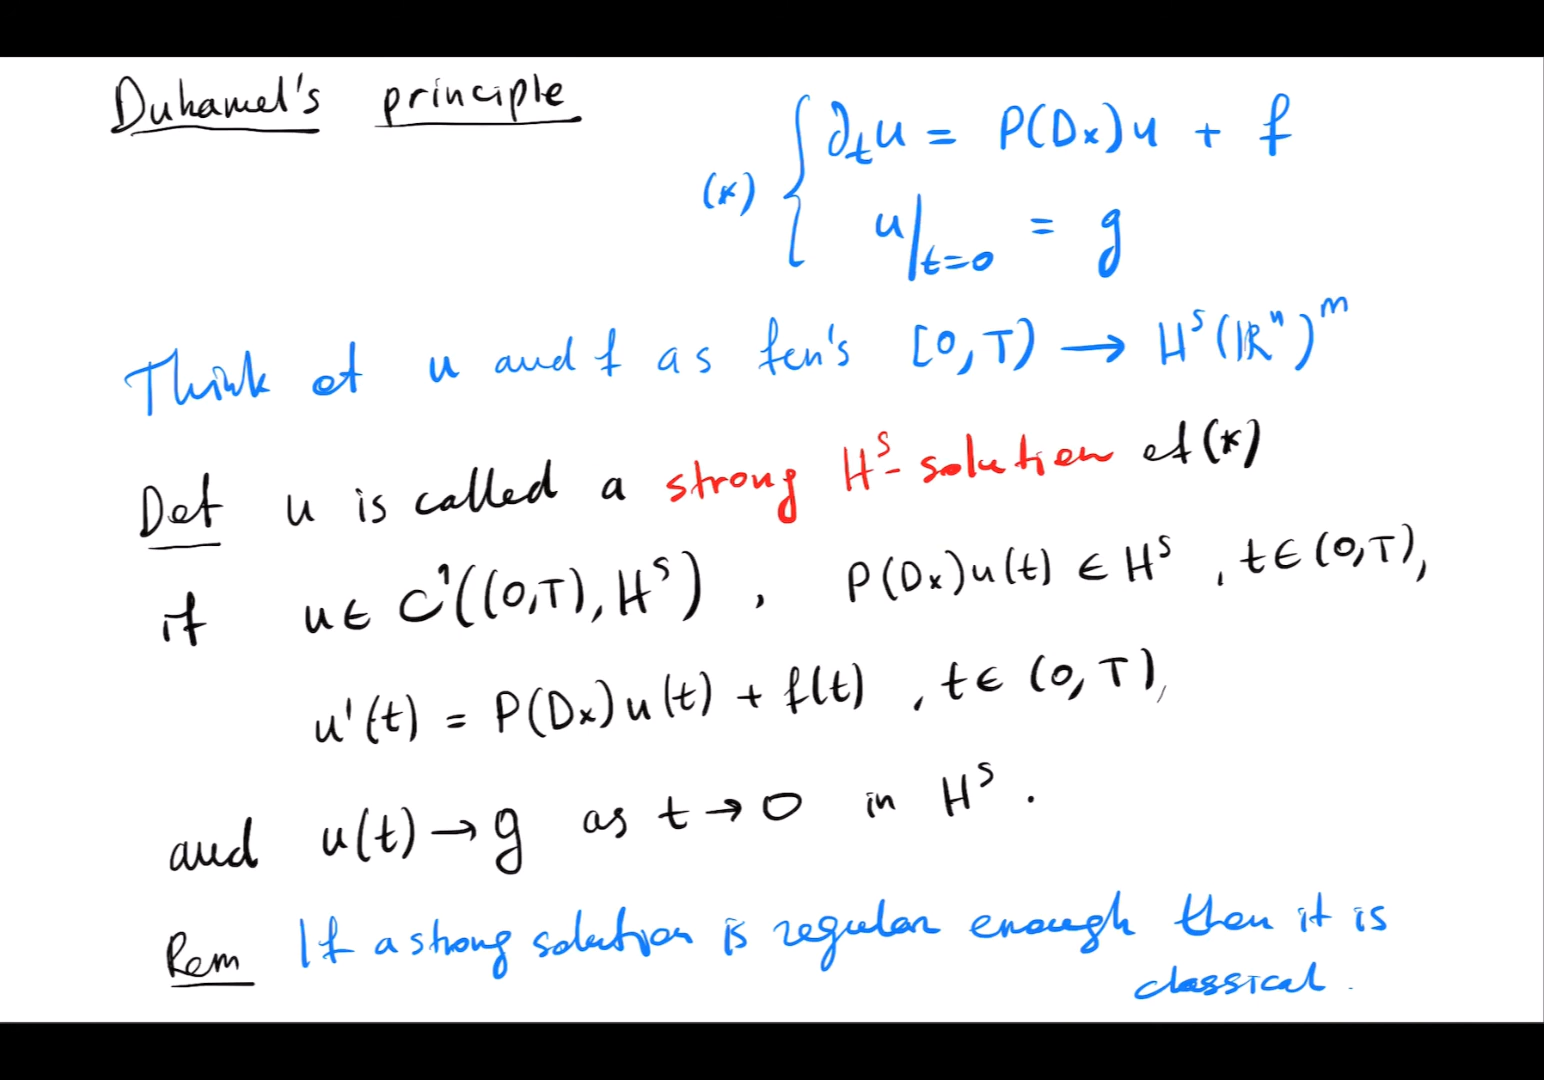 Duhamel's principle
(*) { ∂ₜu = P(Dₓ)u + f
u|ₜ₌₀ = g
Think of u and f as fcn's [0,T) → Hˢ(ℝⁿ)ᵐ
Def u is called a strong Hˢ-solution of (*)
if u ∈ C¹((0,T), Hˢ), P(Dₓ)u(t) ∈ Hˢ, t∈(0,T),
u'(t) = P(Dₓ)u(t) + f(t), t∈(0,T),
and u(t) → g as t → 0 in Hˢ.
Rem If a strong solution is regular enough then it is
classical.